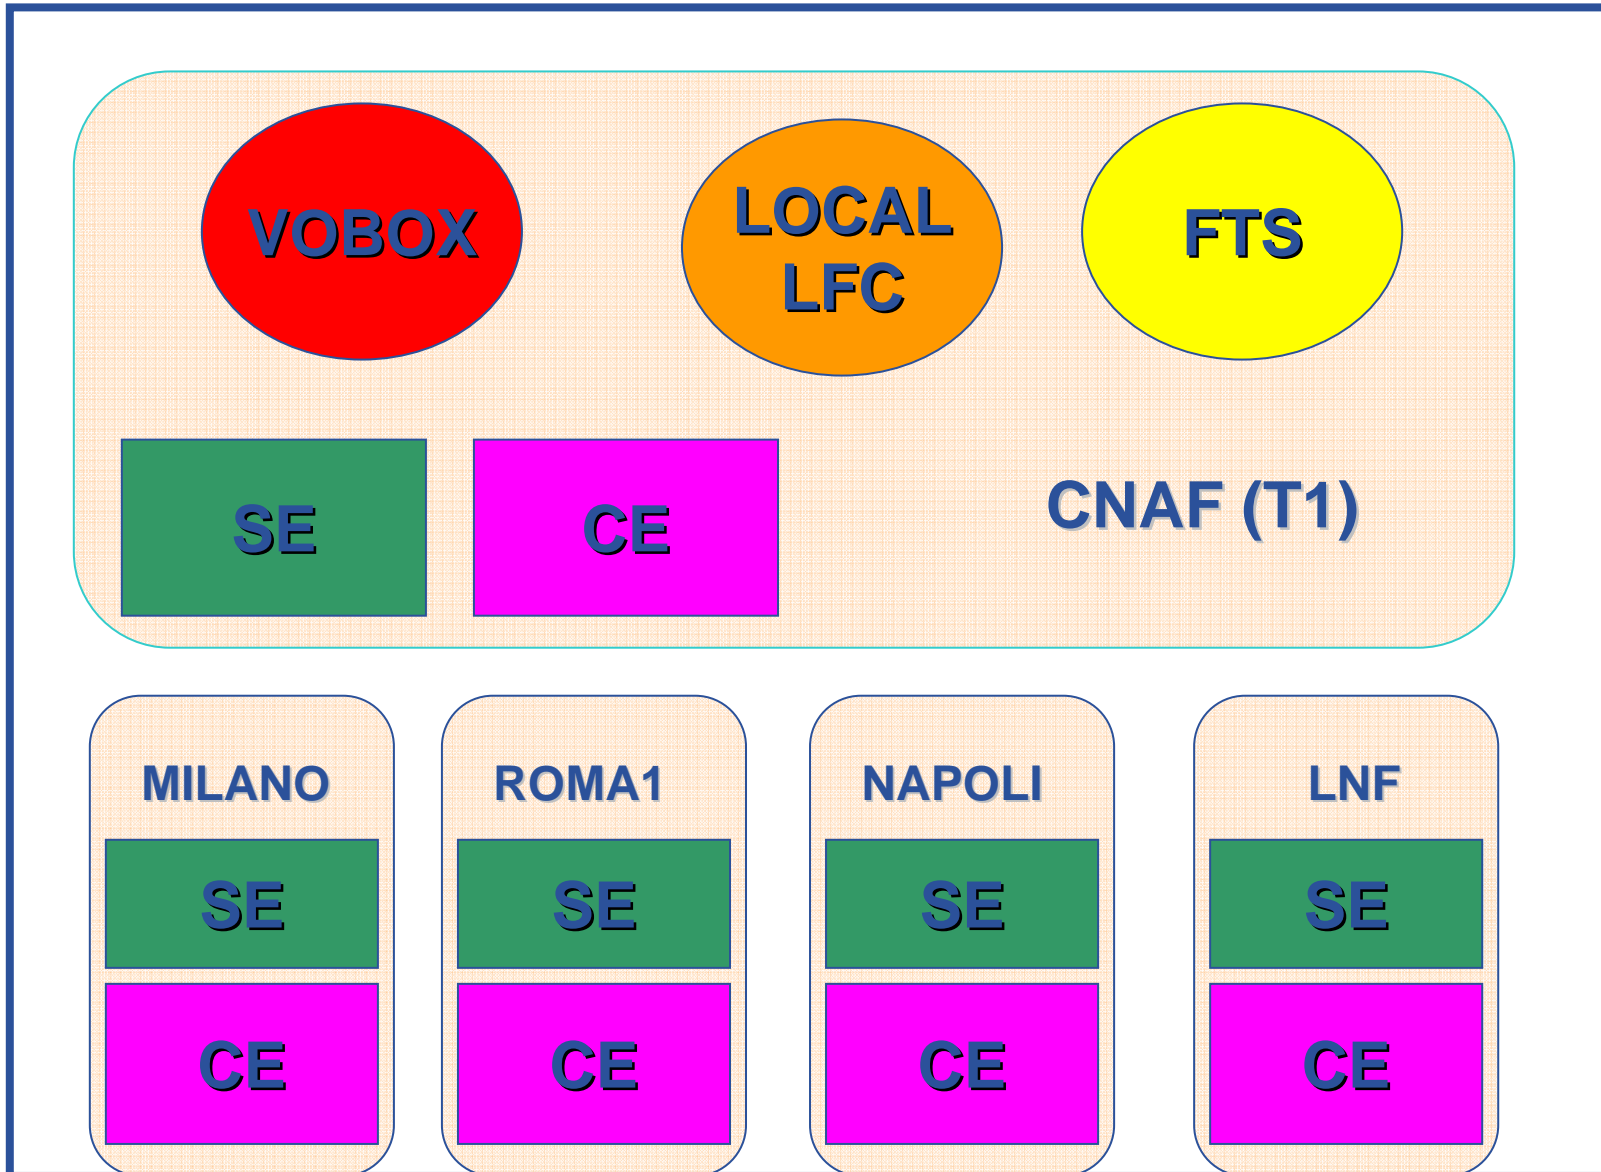 VOBOX
LOCAL
LFC
FTS
SE
CE
CNAF (T1)
MILANO
ROMA1
NAPOLI
LNF
SE
SE
SE
SE
CE
CE
CE
CE